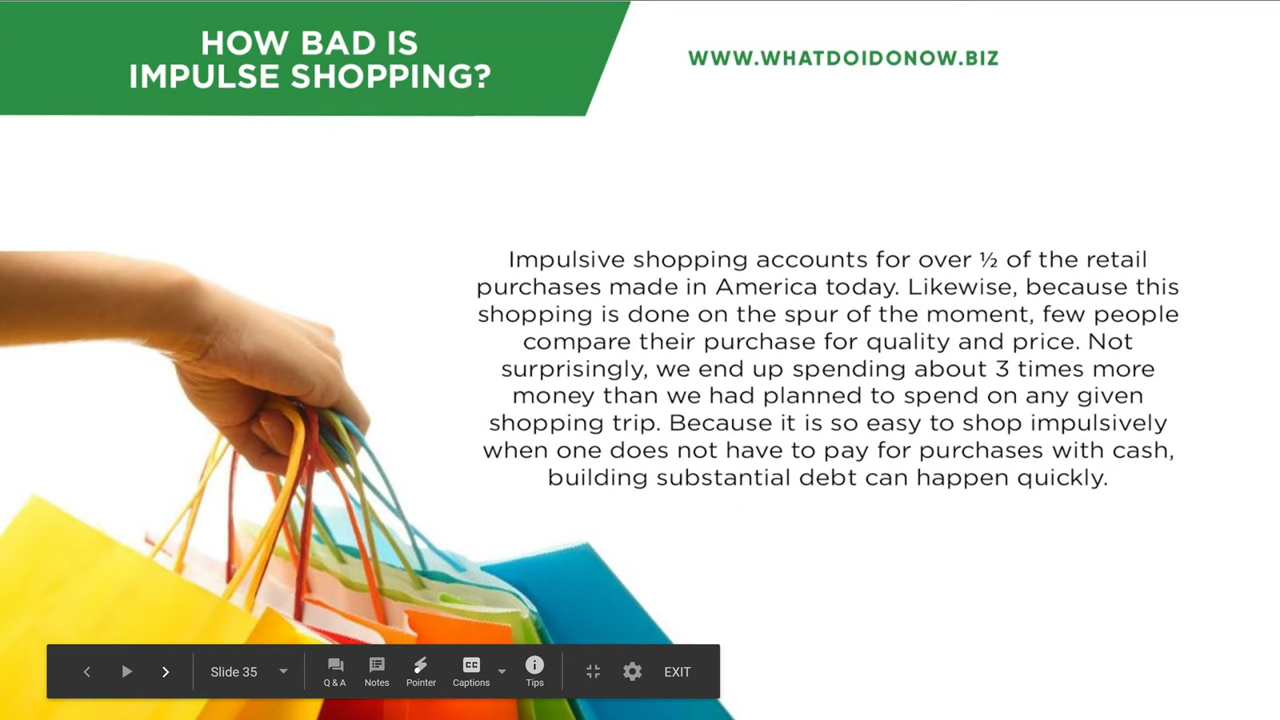 HOW BAD IS
IMPULSE SHOPPING?
WWW.WHATDOIDONOW.BIZ
Impulsive shopping accounts for over ½ of the retail
purchases made in America today. Likewise, because this
shopping is done on the spur of the moment, few people
compare their purchase for quality and price. Not
surprisingly, we end up spending about 3 times more
money than we had planned to spend on any given
shopping trip. Because it is so easy to shop impulsively
when one does not have to pay for purchases with cash,
building substantial debt can happen quickly.
Slide 35
Q & A
Notes
Pointer
CC
Captions
Tips
EXIT